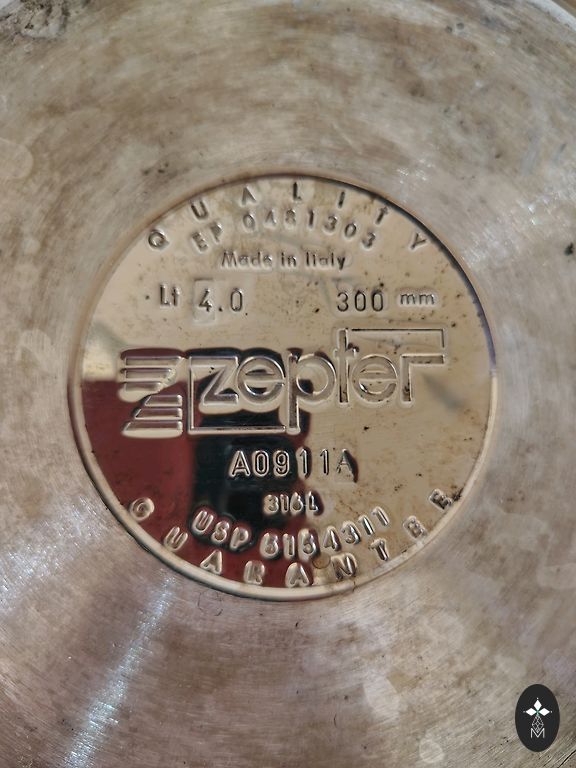 QUALITY
EP 0481303
Made in Italy
Lt 4.0 300 mm
zepter
A0911A
316L
USP 6154311
GUARANTEE
M